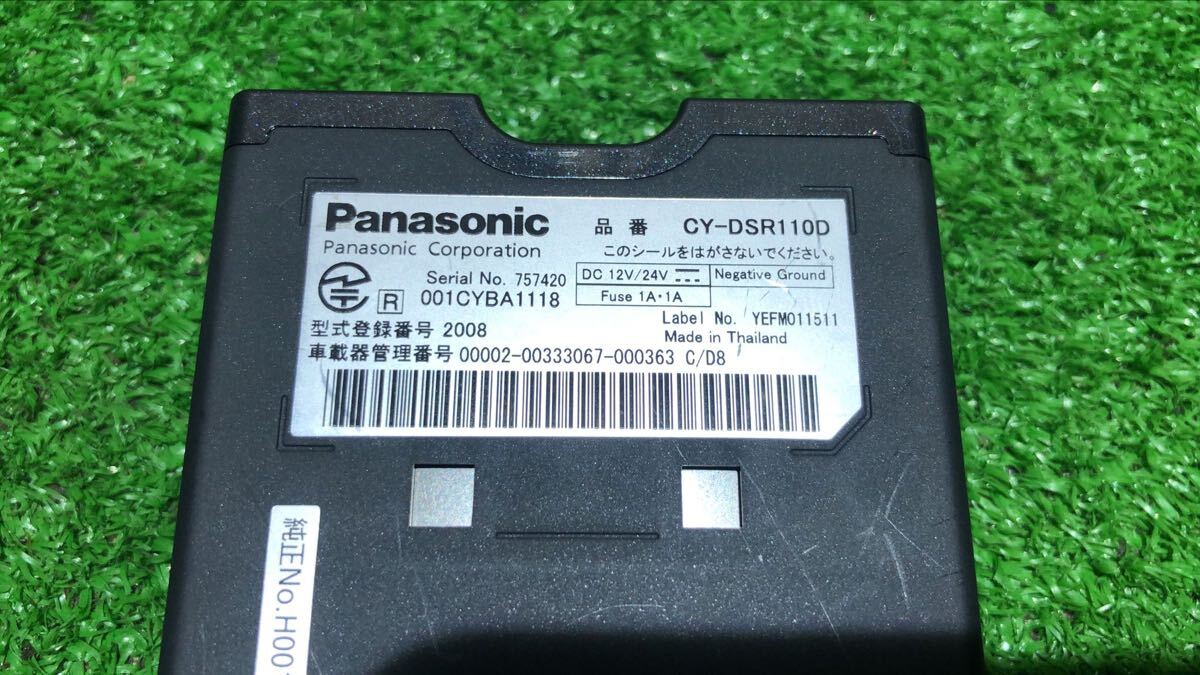 Panasonic 品番 CY-DSR110D
Panasonic Corporation このシールをはがさないでください。
Serial No. 757420 DC 12V/24V Negative Ground
R 001CYBA1118 Fuse 1A・1A
Label No. YEFM011511
型式登録番号 2008 Made in Thailand
車載器管理番号 00002-00333067-000363 C/D8
純正No.H00